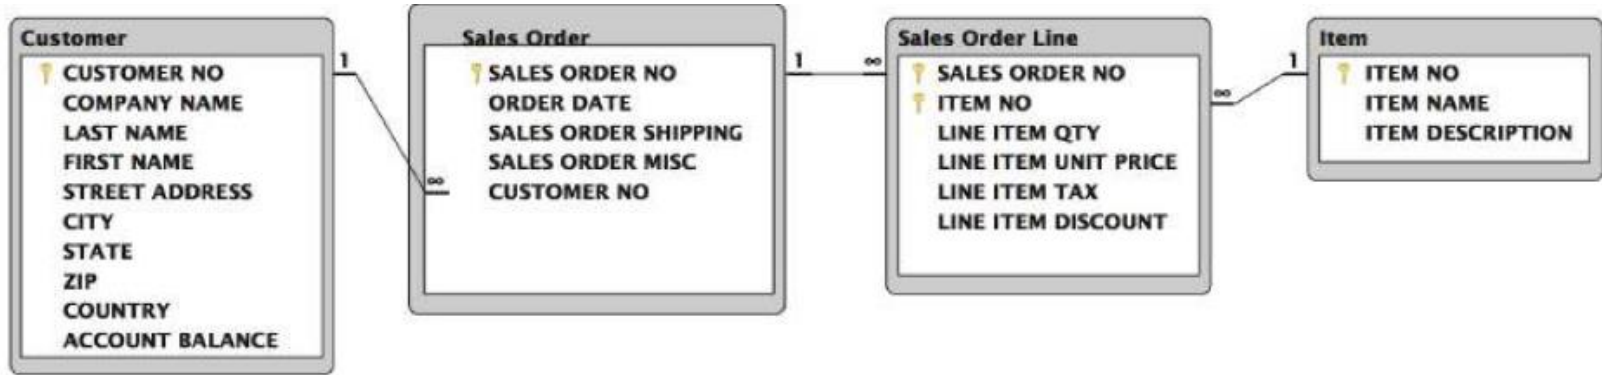 Customer
CUSTOMER NO
COMPANY NAME
LAST NAME
FIRST NAME
STREET ADDRESS
CITY
STATE
ZIP
COUNTRY
ACCOUNT BALANCE
1
∞
Sales Order
SALES ORDER NO
ORDER DATE
SALES ORDER SHIPPING
SALES ORDER MISC
CUSTOMER NO
1
∞
Sales Order Line
SALES ORDER NO
ITEM NO
LINE ITEM QTY
LINE ITEM UNIT PRICE
LINE ITEM TAX
LINE ITEM DISCOUNT
∞
1
Item
ITEM NO
ITEM NAME
ITEM DESCRIPTION